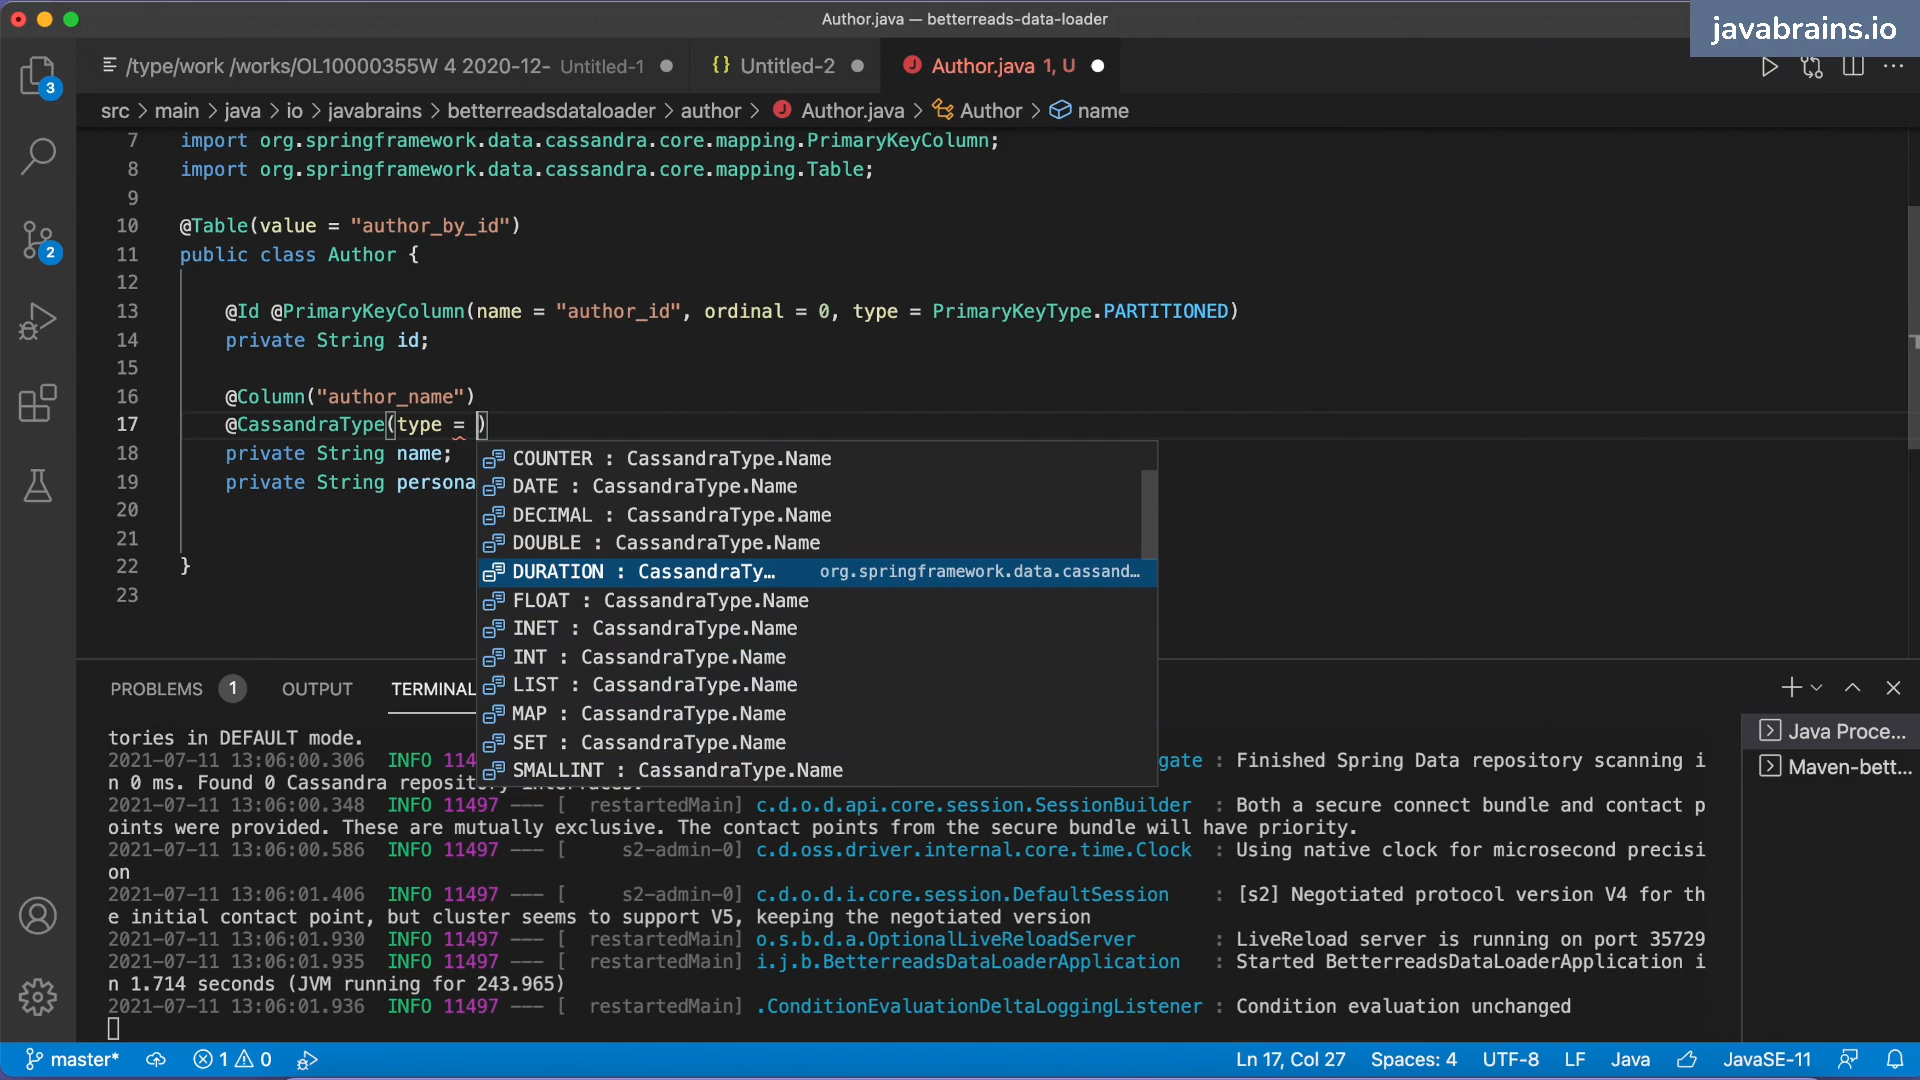 Author.java — betterreads-data-loader
javabrains.io
/type/work /works/OL10000355W 4 2020-12- Untitled-1
{} Untitled-2
Author.java 1, U
src > main > java > io > javabrains > betterreadsdataloader > author > Author.java > Author > name
7 import org.springframework.data.cassandra.core.mapping.PrimaryKeyColumn;
8 import org.springframework.data.cassandra.core.mapping.Table;
9
10 @Table(value = "author_by_id")
11 public class Author {
12
13 @Id @PrimaryKeyColumn(name = "author_id", ordinal = 0, type = PrimaryKeyType.PARTITIONED)
14 private String id;
15
16 @Column("author_name")
17 @CassandraType(type = )
18 private String name;
19 private String persona
20
21
22 }
23
COUNTER : CassandraType.Name
DATE : CassandraType.Name
DECIMAL : CassandraType.Name
DOUBLE : CassandraType.Name
DURATION : CassandraTy… org.springframework.data.cassand…
FLOAT : CassandraType.Name
INET : CassandraType.Name
INT : CassandraType.Name
LIST : CassandraType.Name
MAP : CassandraType.Name
SET : CassandraType.Name
SMALLINT : CassandraType.Name
3
2
PROBLEMS 1 OUTPUT TERMINAL
Java Proce...
Maven-bett...
tories in DEFAULT mode.
2021-07-11 13:06:00.306 INFO 114 gate : Finished Spring Data repository scanning i
n 0 ms. Found 0 Cassandra repository interfaces.
2021-07-11 13:06:00.348 INFO 11497 --- [ restartedMain] c.d.o.d.api.core.session.SessionBuilder : Both a secure connect bundle and contact p
oints were provided. These are mutually exclusive. The contact points from the secure bundle will have priority.
2021-07-11 13:06:00.586 INFO 11497 --- [ s2-admin-0] c.d.oss.driver.internal.core.time.Clock : Using native clock for microsecond precisi
on
2021-07-11 13:06:01.406 INFO 11497 --- [ s2-admin-0] c.d.o.d.i.core.session.DefaultSession : [s2] Negotiated protocol version V4 for th
e initial contact point, but cluster seems to support V5, keeping the negotiated version
2021-07-11 13:06:01.930 INFO 11497 --- [ restartedMain] o.s.b.d.a.OptionalLiveReloadServer : LiveReload server is running on port 35729
2021-07-11 13:06:01.935 INFO 11497 --- [ restartedMain] i.j.b.BetterreadsDataLoaderApplication : Started BetterreadsDataLoaderApplication i
n 1.714 seconds (JVM running for 243.965)
2021-07-11 13:06:01.936 INFO 11497 --- [ restartedMain] .ConditionEvaluationDeltaLoggingListener : Condition evaluation unchanged
master* 1 0 Ln 17, Col 27 Spaces: 4 UTF-8 LF Java JavaSE-11